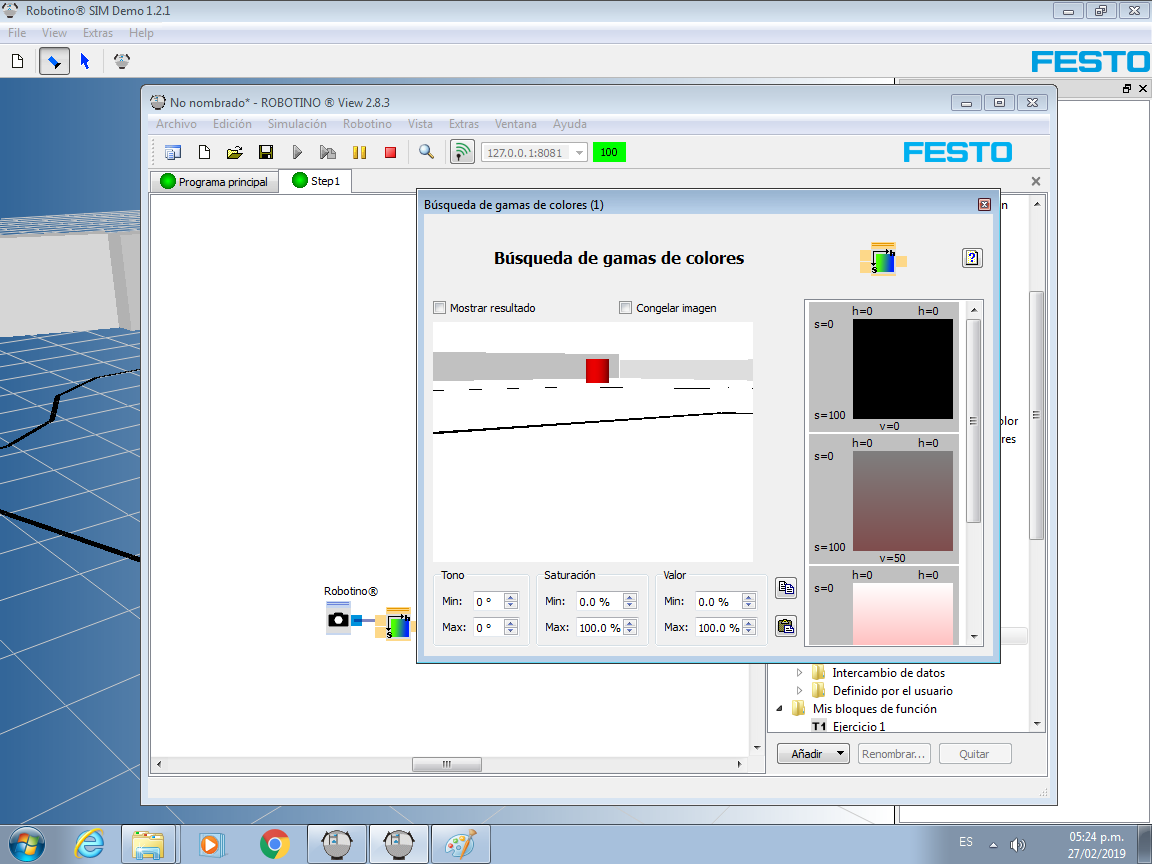 Robotino® SIM Demo 1.2.1
File View Extras Help
FESTO
No nombrado* - ROBOTINO ® View 2.8.3
Archivo Edición Simulación Robotino Vista Extras Ventana Ayuda
127.0.0.1:8081 100
FESTO
Programa principal Step1
Búsqueda de gamas de colores (1)
Búsqueda de gamas de colores
Mostrar resultado Congelar imagen
h=0 h=0
s=0
s=100
v=0
h=0 h=0
s=0
s=100
v=50
h=0 h=0
s=0
Tono Saturación Valor
Min: 0 ° Min: 0.0 % Min: 0.0 %
Max: 0 ° Max: 100.0 % Max: 100.0 %
Robotino®
Intercambio de datos
Definido por el usuario
Mis bloques de función
T1 Ejercicio 1
Añadir Renombrar... Quitar
ES
05:24 p.m.
27/02/2019